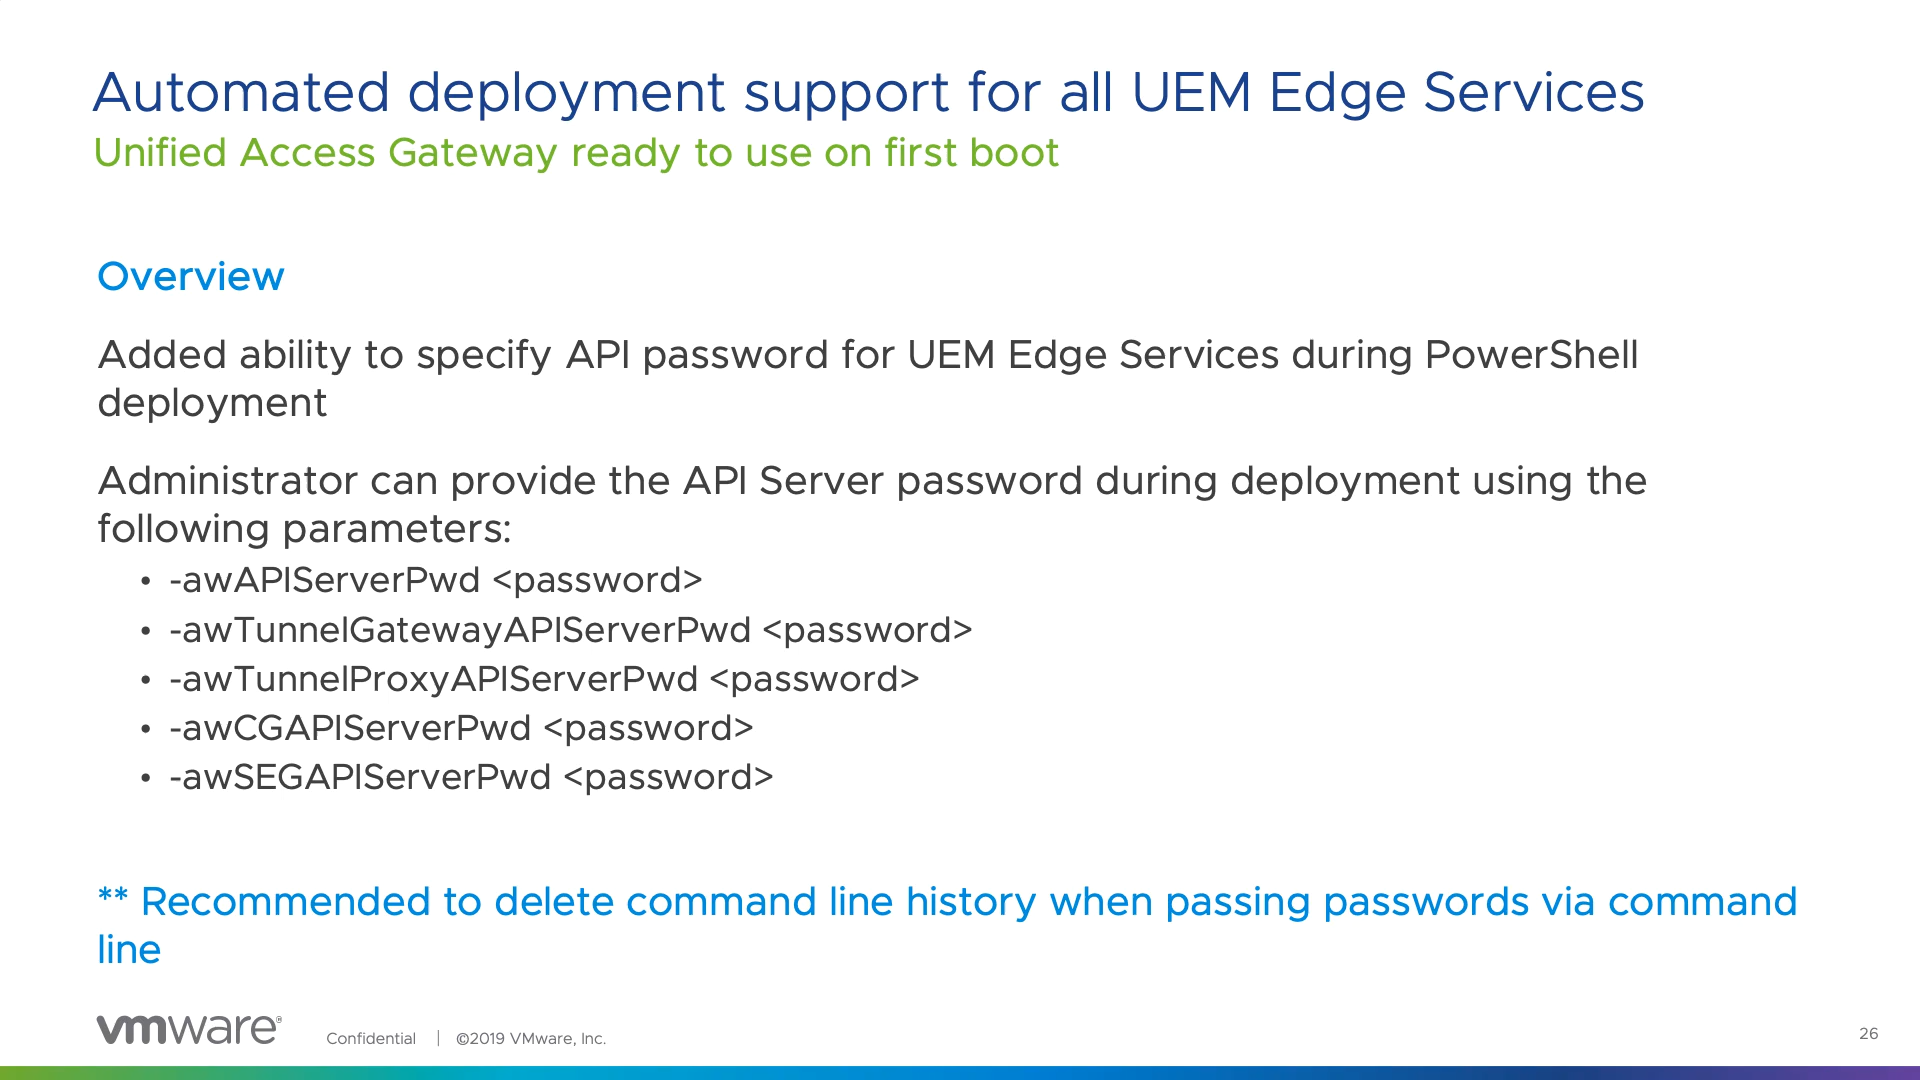 Automated deployment support for all UEM Edge Services
Unified Access Gateway ready to use on first boot
Overview
Added ability to specify API password for UEM Edge Services during PowerShell
deployment
Administrator can provide the API Server password during deployment using the
following parameters:
• -awAPIServerPwd <password>
• -awTunnelGatewayAPIServerPwd <password>
• -awTunnelProxyAPIServerPwd <password>
• -awCGAPIServerPwd <password>
• -awSEGAPIServerPwd <password>
** Recommended to delete command line history when passing passwords via command
line
vmware®
Confidential | ©2019 VMware, Inc.
26